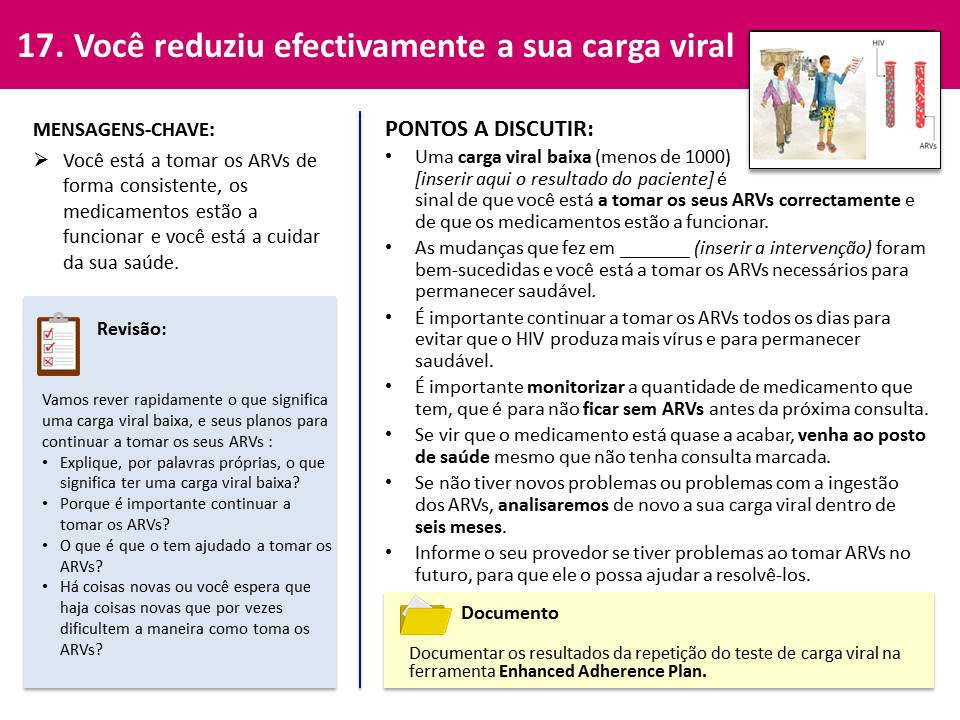 17. Você reduziu efectivamente a sua carga viral
HIV
ARVs
MENSAGENS-CHAVE:
➢ Você está a tomar os ARVs de
forma consistente, os
medicamentos estão a
funcionar e você está a cuidar
da sua saúde.
Revisão:
Vamos rever rapidamente o que significa
uma carga viral baixa, e seus planos para
continuar a tomar os seus ARVs :
• Explique, por palavras próprias, o que
significa ter uma carga viral baixa?
• Porque é importante continuar a
tomar os ARVs?
• O que é que o tem ajudado a tomar os
ARVs?
• Há coisas novas ou você espera que
haja coisas novas que por vezes
dificultem a maneira como toma os
ARVs?
PONTOS A DISCUTIR:
• Uma carga viral baixa (menos de 1000)
[inserir aqui o resultado do paciente] é
sinal de que você está a tomar os seus ARVs correctamente e
de que os medicamentos estão a funcionar.
• As mudanças que fez em _______ (inserir a intervenção) foram
bem-sucedidas e você está a tomar os ARVs necessários para
permanecer saudável.
• É importante continuar a tomar os ARVs todos os dias para
evitar que o HIV produza mais vírus e para permanecer
saudável.
• É importante monitorizar a quantidade de medicamento que
tem, que é para não ficar sem ARVs antes da próxima consulta.
• Se vir que o medicamento está quase a acabar, venha ao posto
de saúde mesmo que não tenha consulta marcada.
• Se não tiver novos problemas ou problemas com a ingestão
dos ARVs, analisaremos de novo a sua carga viral dentro de
seis meses.
• Informe o seu provedor se tiver problemas ao tomar ARVs no
futuro, para que ele o possa ajudar a resolvê-los.
Documento
Documentar os resultados da repetição do teste de carga viral na
ferramenta Enhanced Adherence Plan.